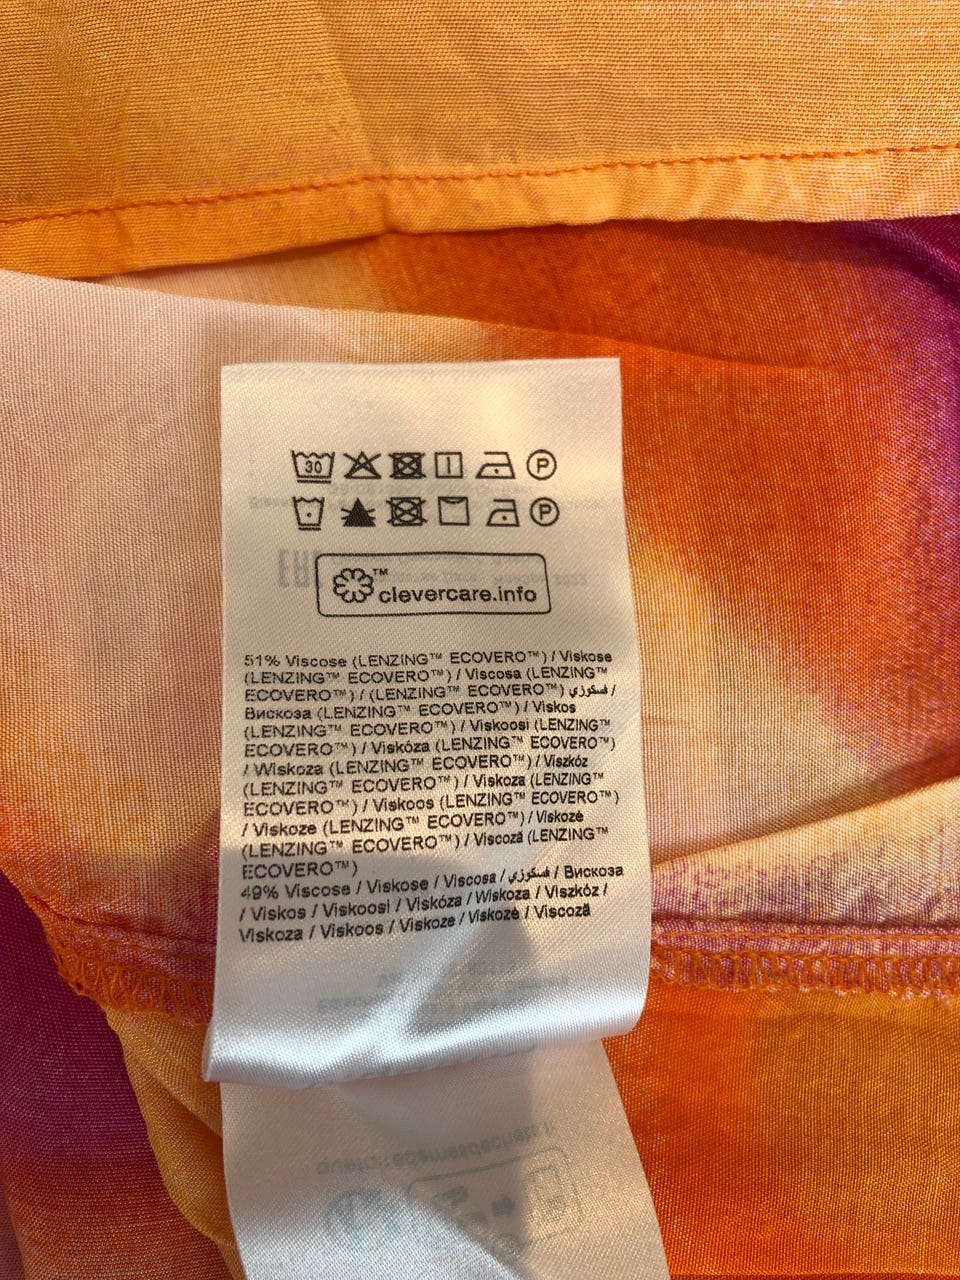 30 P
P
EAC
™
clevercare.info
51% Viscose (LENZING™ ECOVERO™) / Viskose
(LENZING™ ECOVERO™) / Viscosa (LENZING™
ECOVERO™) / (LENZING™ ECOVERO™) فسكوزي /
Вискоза (LENZING™ ECOVERO™) / Viskos
(LENZING™ ECOVERO™) / Viskoosi (LENZING™
ECOVERO™) / Viskóza (LENZING™ ECOVERO™)
/ Wiskoza (LENZING™ ECOVERO™) / Viszkóz
(LENZING™ ECOVERO™) / Viskoza (LENZING™
ECOVERO™) / Viskoos (LENZING™ ECOVERO™)
/ Viskoze (LENZING™ ECOVERO™) / Viskozė
(LENZING™ ECOVERO™) / Viscoză (LENZING™
ECOVERO™)
49% Viscose / Viskose / Viscosa / فسكوزي / Вискоза
/ Viskos / Viskoosi / Viskóza / Wiskoza / Viszkóz /
Viskoza / Viskoos / Viskoze / Viskozė / Viscoză